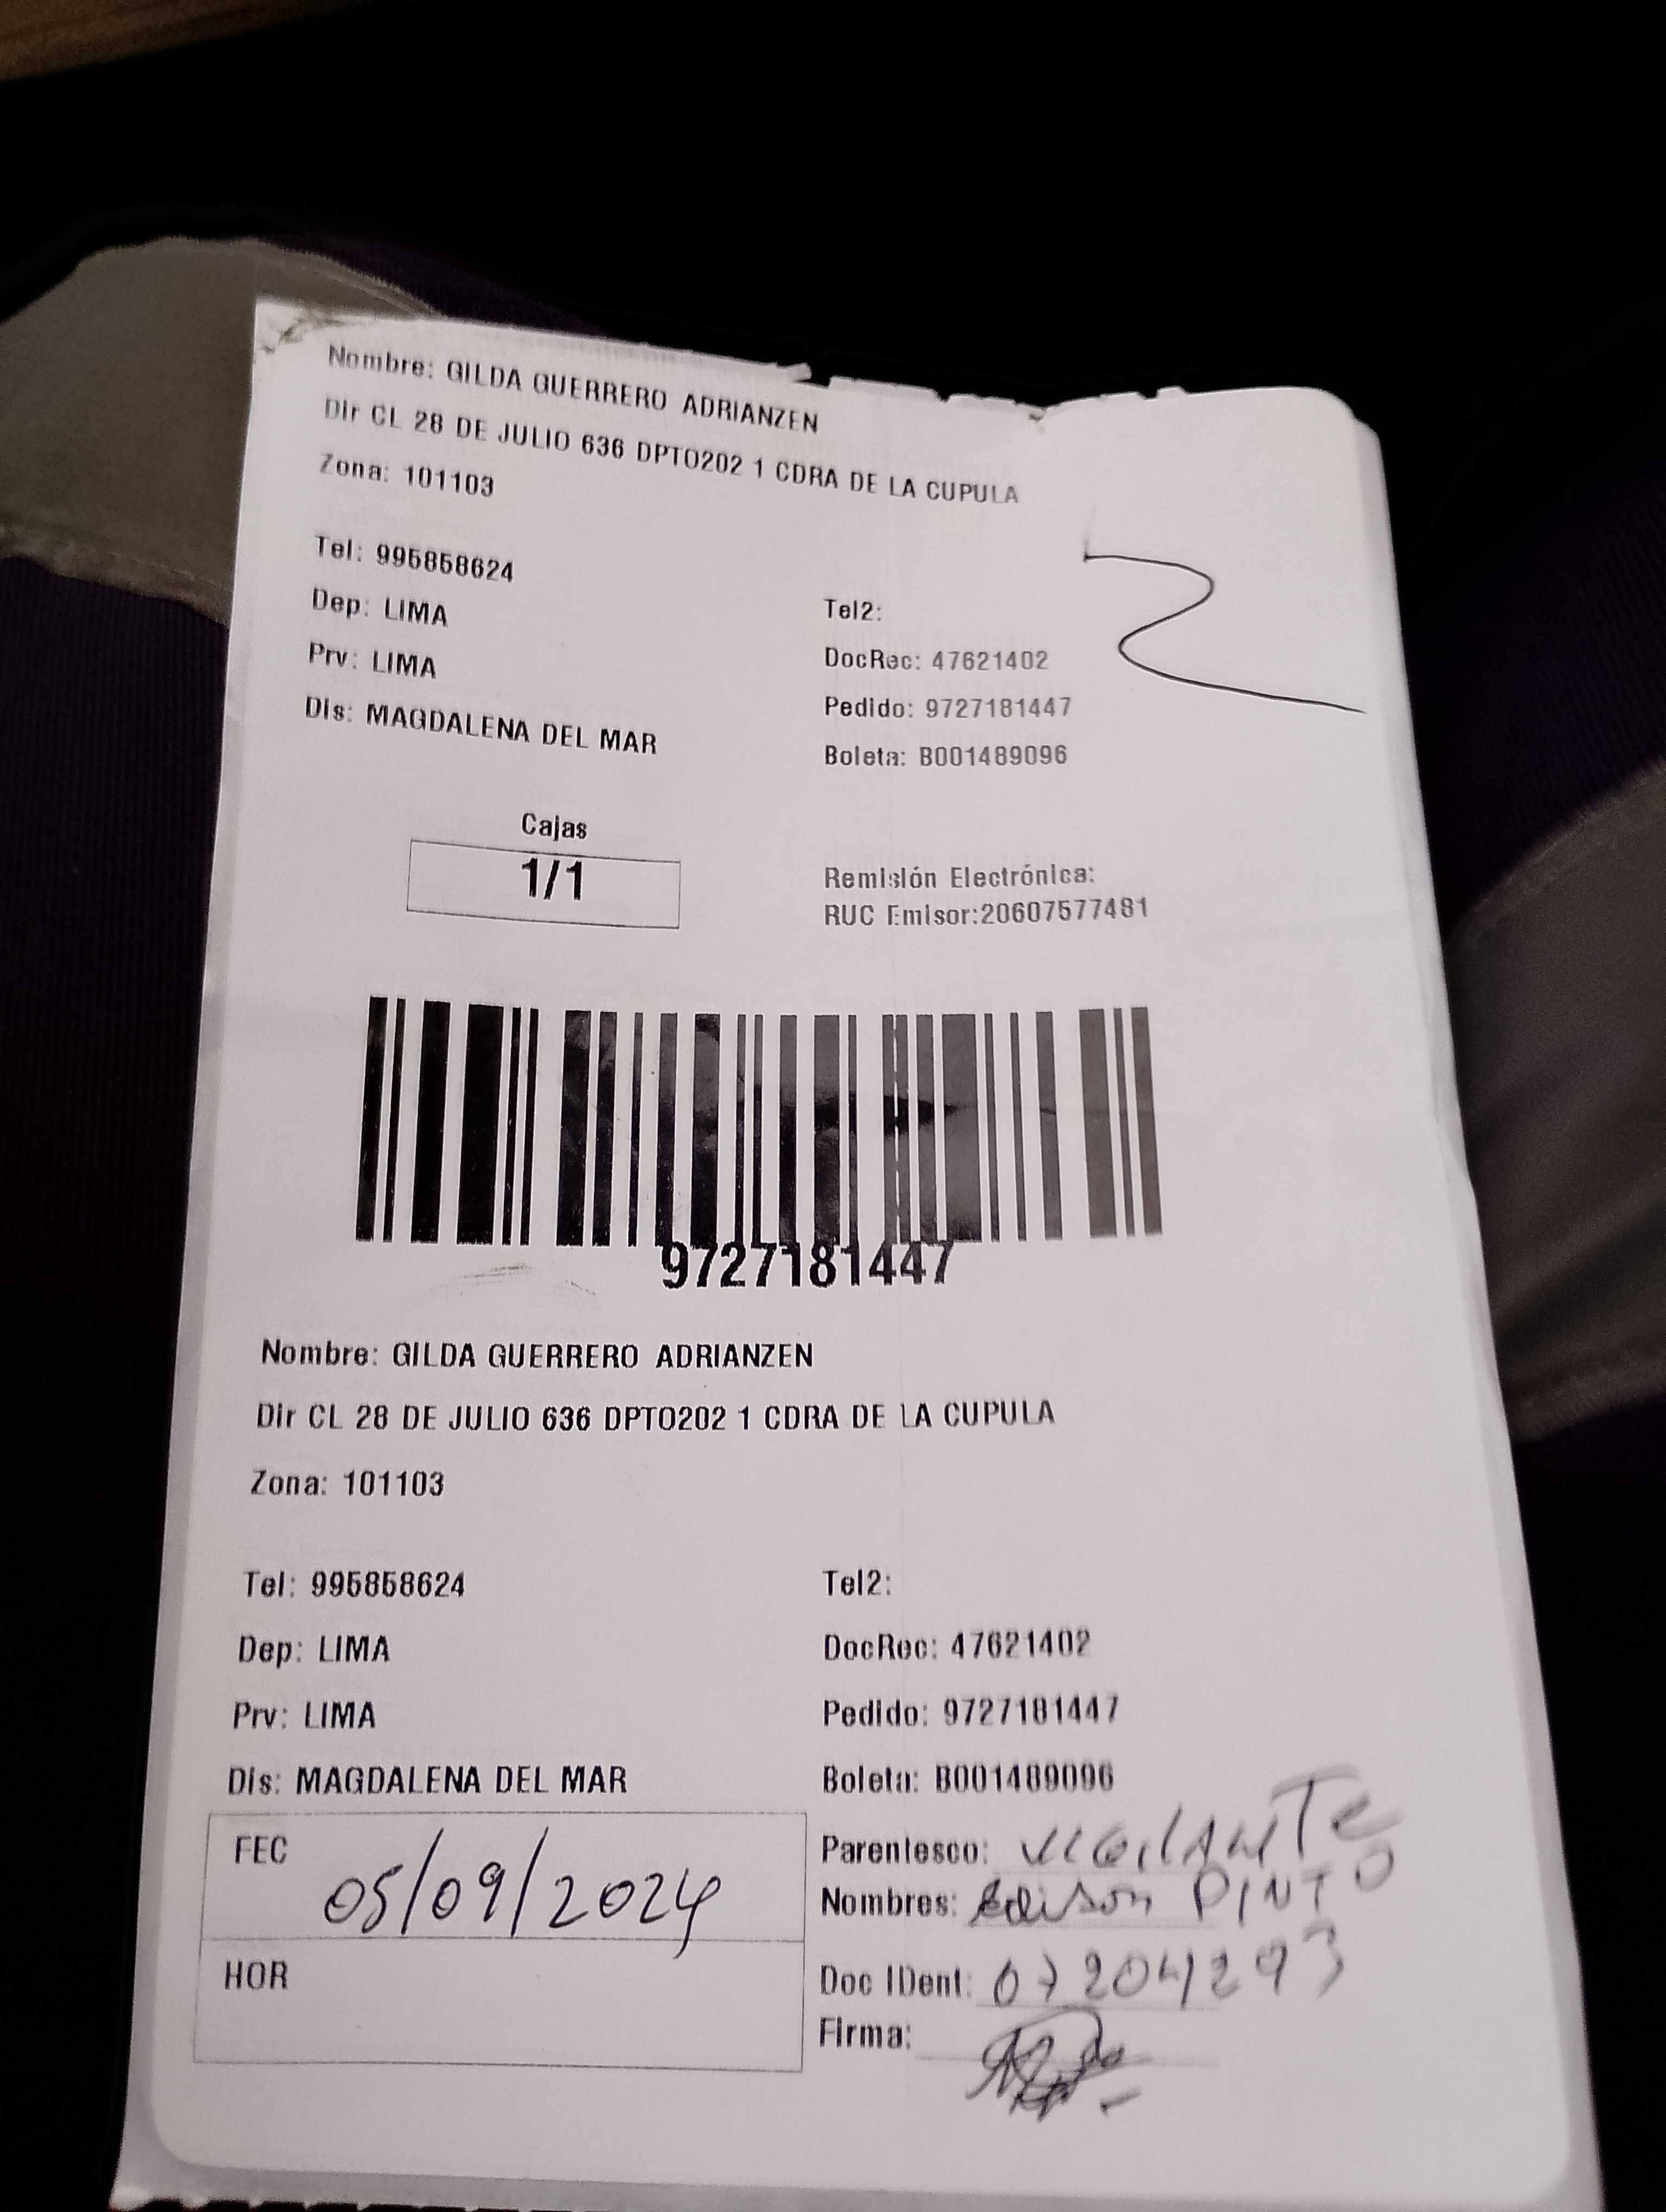 Nombre: GILDA GUERRERO ADRIANZEN
Dir CL 28 DE JULIO 636 DPTO202 1 CDRA DE LA CUPULA
Zona: 101103
Tel: 995858624
Dep: LIMA
Prv: LIMA
Dis: MAGDALENA DEL MAR
Tel2:
DocRec: 47621402
Pedido: 9727181447
Boleta: B001489096
Cajas
1/1
Remisión Electrónica:
RUC Emisor:20607577481
9727181447
Nombre: GILDA GUERRERO ADRIANZEN
Dir CL 28 DE JULIO 636 DPTO202 1 CDRA DE LA CUPULA
Zona: 101103
Tel: 995858624
Dep: LIMA
Prv: LIMA
Dis: MAGDALENA DEL MAR
Tel2:
DocRec: 47621402
Pedido: 9727181447
Boleta: B001489096
FEC 05/09/2024
HOR
Parentesco: VIGILANTE
Nombres: Edison PINTO
Doc IDent: 07204293
Firma: